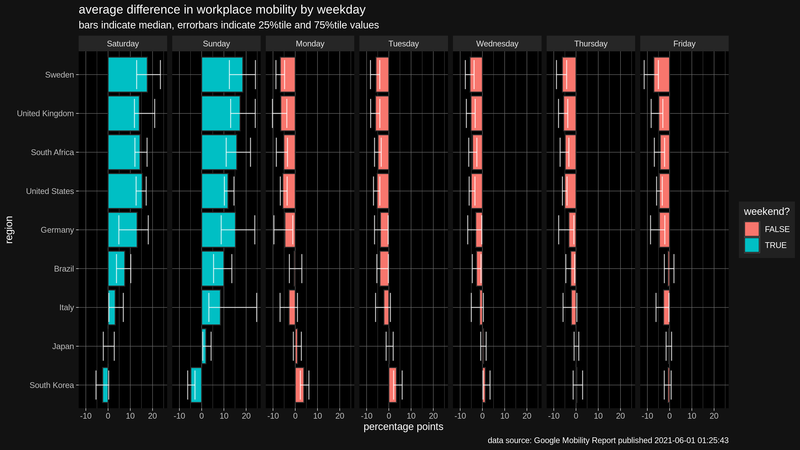 average difference in workplace mobility by weekday
bars indicate median, errorbars indicate 25%tile and 75%tile values
Saturday Sunday Monday Tuesday Wednesday Thursday Friday
Sweden
United Kingdom
South Africa
United States
Germany
Brazil
Italy
Japan
South Korea
region
weekend?
FALSE
TRUE
-10 0 10 20 -10 0 10 20 -10 0 10 20 -10 0 10 20 -10 0 10 20 -10 0 10 20 -10 0 10 20
percentage points
data source: Google Mobility Report published 2021-06-01 01:25:43